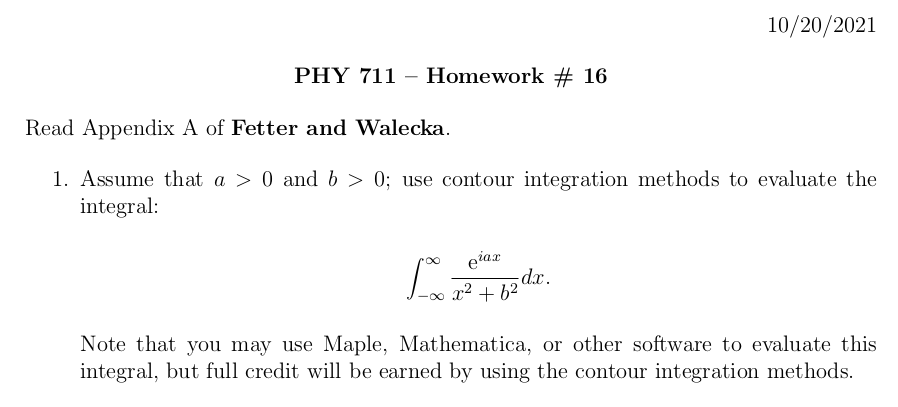 10/20/2021
PHY 711 – Homework # 16
Read Appendix A of Fetter and Walecka.
1. Assume that a > 0 and b > 0; use contour integration methods to evaluate the
integral:
∫_{-∞}^{∞} \frac{e^{iax}}{x^2 + b^2} dx.
Note that you may use Maple, Mathematica, or other software to evaluate this
integral, but full credit will be earned by using the contour integration methods.